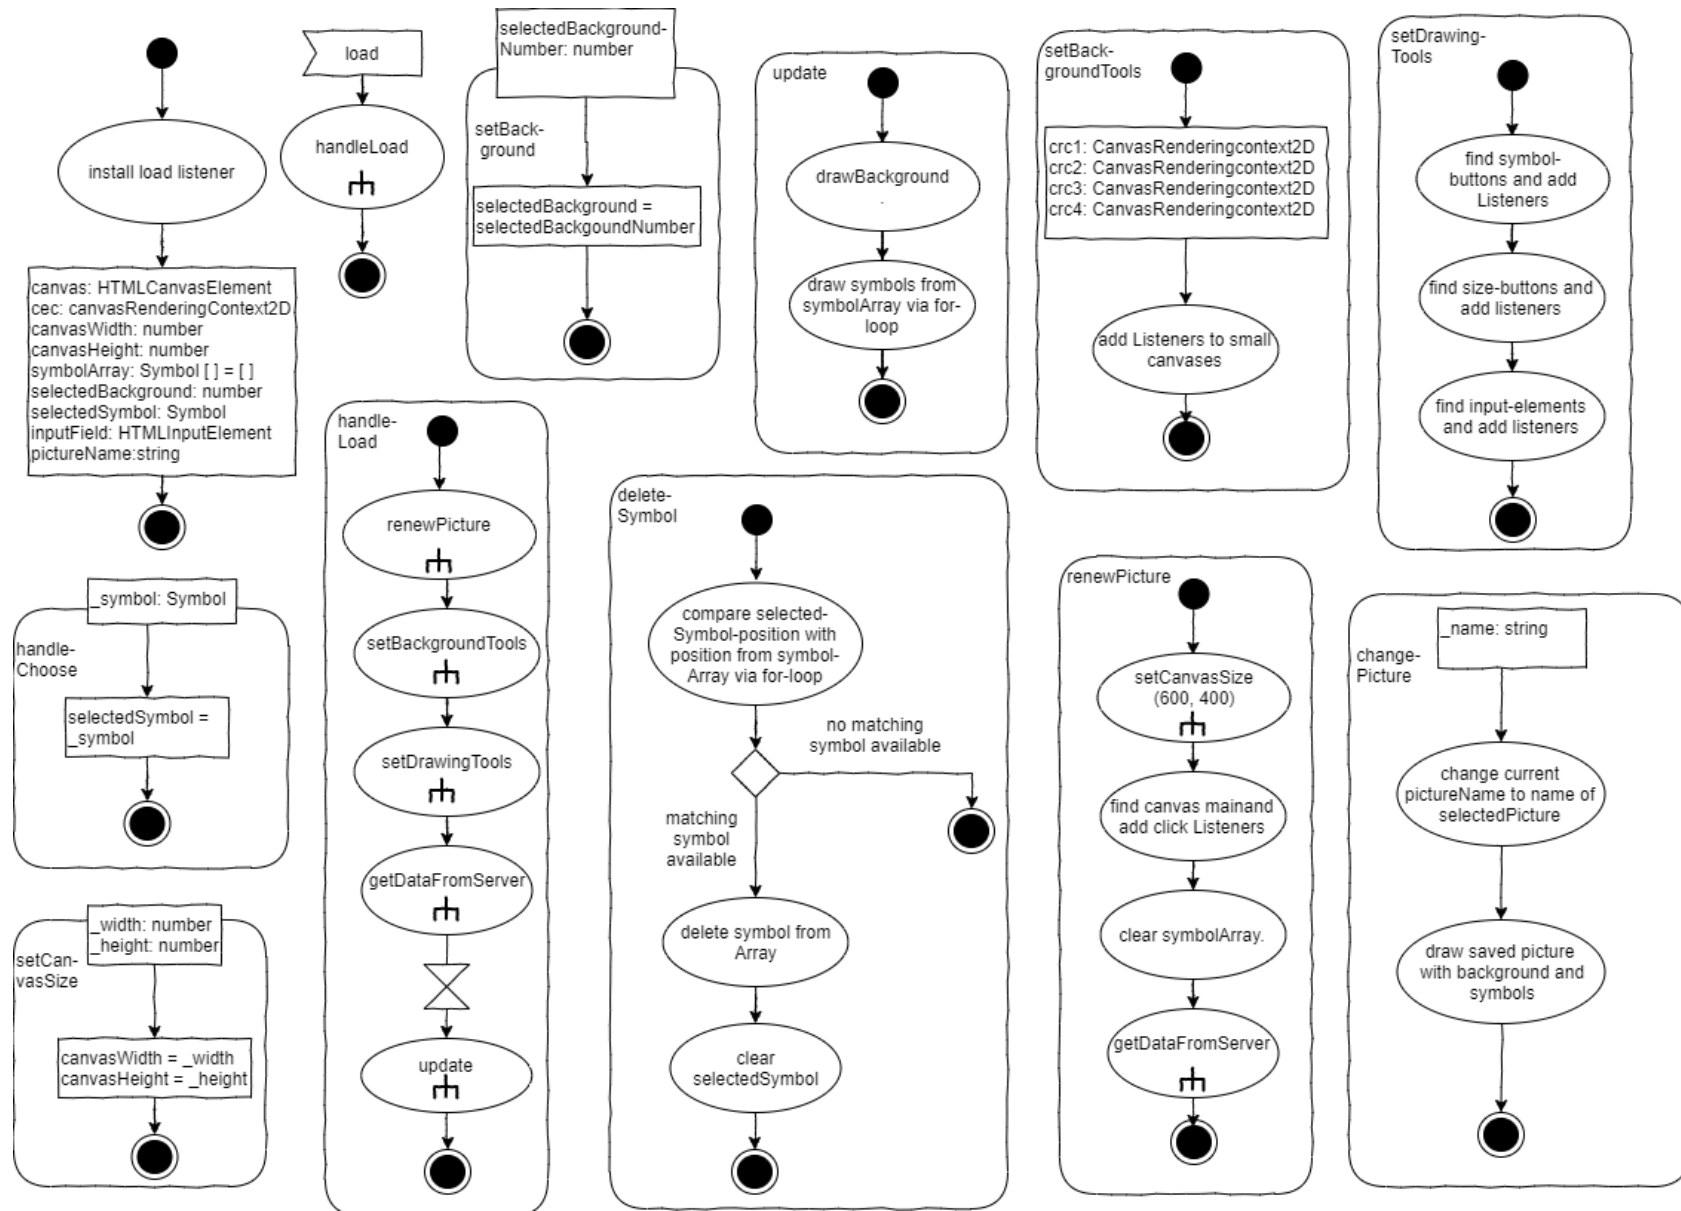 install load listener
canvas: HTMLCanvasElement
cec: canvasRenderingContext2D
canvasWidth: number
canvasHeight: number
symbolArray: Symbol [ ] = [ ]
selectedBackground: number
selectedSymbol: Symbol
inputField: HTMLInputElement
pictureName:string
load
handleLoad
selectedBackground-
Number: number
setBack-
ground
selectedBackground =
selectedBackgoundNumber
update
drawBackground
.
draw symbols from
symbolArray via for-
loop
setBack-
groundTools
crc1: CanvasRenderingcontext2D
crc2: CanvasRenderingcontext2D
crc3: CanvasRenderingcontext2D
crc4: CanvasRenderingcontext2D
add Listeners to small
canvases
setDrawing-
Tools
find symbol-
buttons and add
Listeners
find size-buttons and
add listeners
find input-elements
and add listeners
_symbol: Symbol
handle-
Choose
selectedSymbol =
_symbol
_width: number
_height: number
setCan-
vasSize
canvasWidth = _width
canvasHeight = _height
handle-
Load
renewPicture
setBackgroundTools
setDrawingTools
getDataFromServer
update
delete-
Symbol
compare selected-
Symbol-position with
position from symbol-
Array via for-loop
no matching
symbol available
matching
symbol
available
delete symbol from
Array
clear
selectedSymbol
renewPicture
setCanvasSize
(600, 400)
find canvas mainand
add click Listeners
clear symbolArray.
getDataFromServer
_name: string
change-
Picture
change current
pictureName to name of
selectedPicture
draw saved picture
with background and
symbols